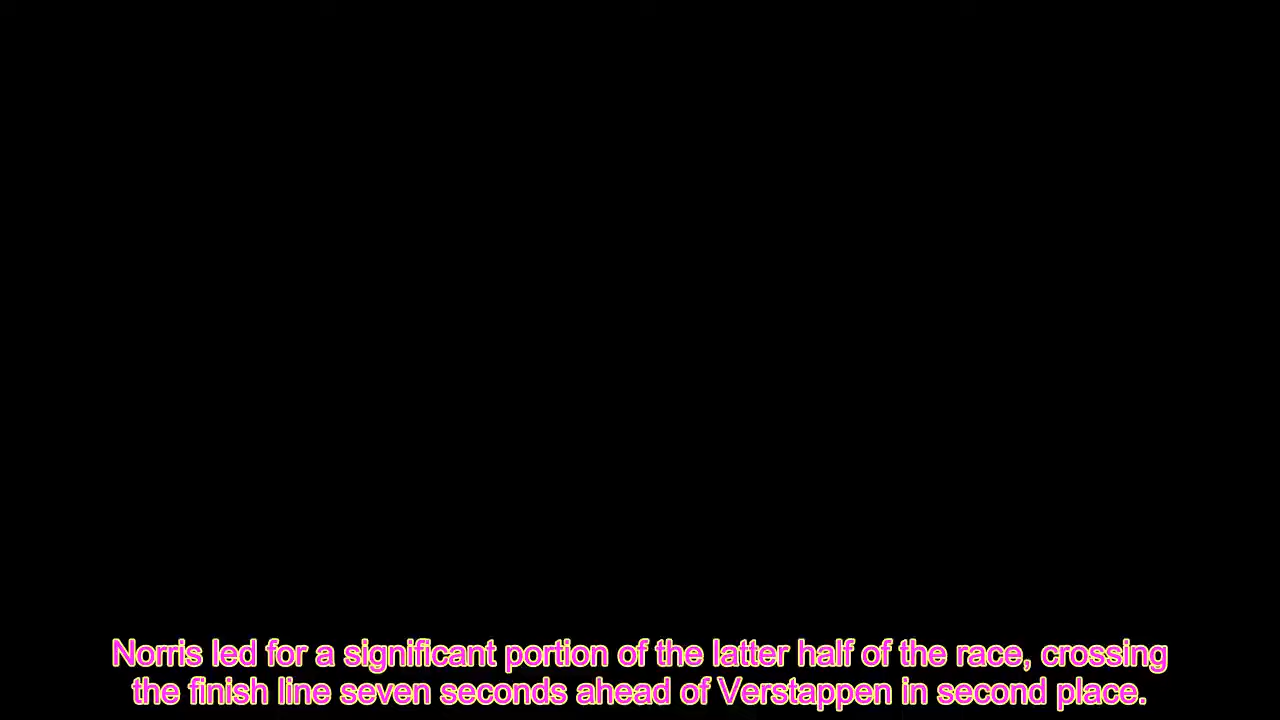 Norris led for a significant portion of the latter half of the race, crossing
the finish line seven seconds ahead of Verstappen in second place.